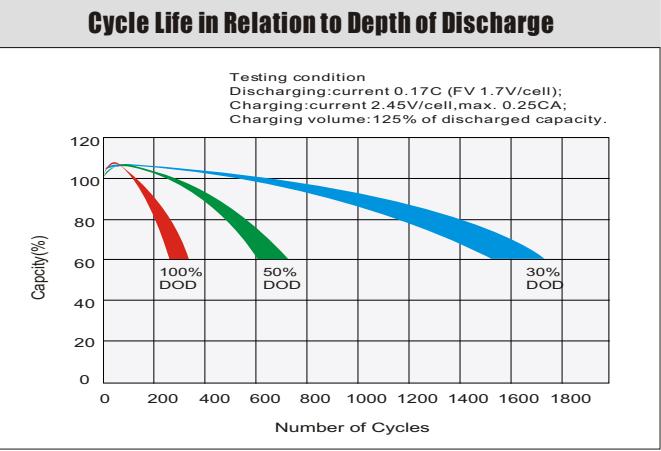 Cycle Life in Relation to Depth of Discharge
Testing condition
Discharging:current 0.17C (FV 1.7V/cell);
Charging:current 2.45V/cell,max. 0.25CA;
Charging volume:125% of discharged capacity.
120
100
80
60
40
20
0
Capcity(%)
100%
DOD
50%
DOD
30%
DOD
0 200 400 600 800 1000 1200 1400 1600 1800
Number of Cycles